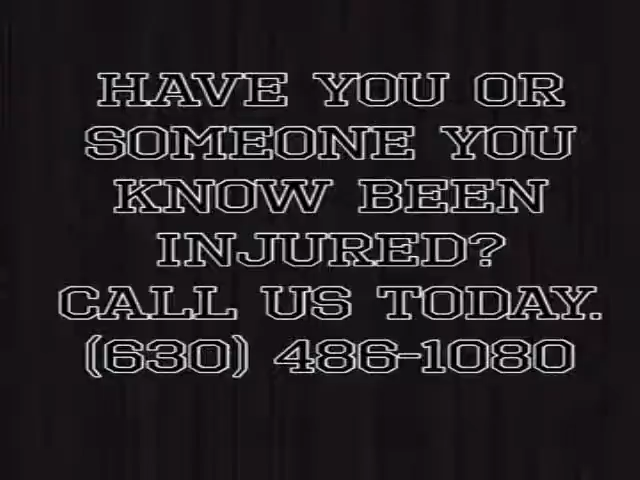 HAVE YOU OR
SOMEONE YOU
KNOW BEEN
INJURED?
CALL US TODAY.
(630) 486-1080